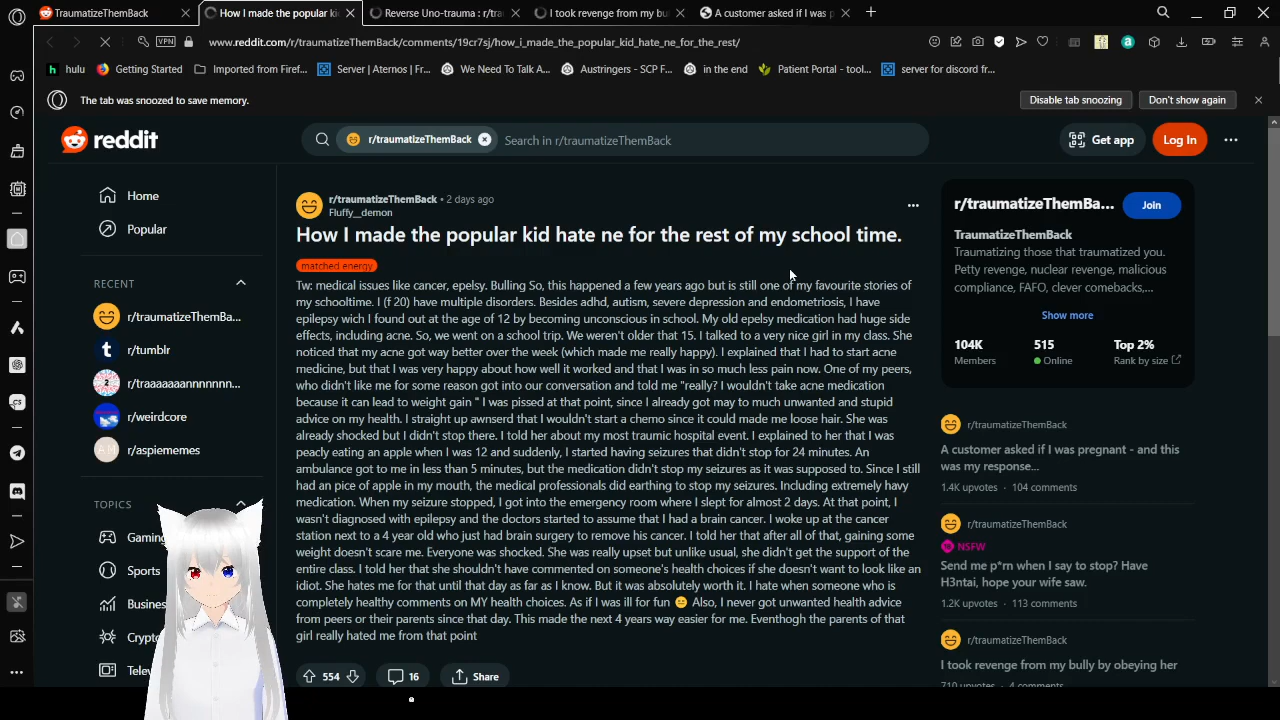 TraumatizeThemBack
How I made the popular ki
Reverse Uno-trauma : r/tra
I took revenge from my bu
A customer asked if I was p
VPN
www.reddit.com/r/traumatizeThemBack/comments/19cr7sj/how_i_made_the_popular_kid_hate_ne_for_the_rest/
hulu
Getting Started
Imported from Firef...
Server | Aternos | Fr...
We Need To Talk A...
Austringers - SCP F...
in the end
Patient Portal - tool...
server for discord fr...
The tab was snoozed to save memory.
Disable tab snoozing
Don't show again
reddit
r/traumatizeThemBack
Search in r/traumatizeThemBack
Get app
Log In
Home
Popular
RECENT
r/traumatizeThemBa...
r/tumblr
r/traaaaaaannnnnnn...
r/weirdcore
r/aspiememes
TOPICS
Gaming
Sports
Busines
Crypto
Telev
r/traumatizeThemBack • 2 days ago
Fluffy__demon
How I made the popular kid hate ne for the rest of my school time.
matched energy
Tw: medical issues like cancer, epelsy. Bulling So, this happened a few years ago but is still one of my favourite stories of
my schooltime. I (f 20) have multiple disorders. Besides adhd, autism, severe depression and endometriosis, I have
epilepsy wich I found out at the age of 12 by becoming unconscious in school. My old epelsy medication had huge side
effects, including acne. So, we went on a school trip. We weren't older that 15. I talked to a very nice girl in my class. She
noticed that my acne got way better over the week (which made me really happy). I explained that I had to start acne
medicine, but that I was very happy about how well it worked and that I was in so much less pain now. One of my peers,
who didn't like me for some reason got into our conversation and told me "really? I wouldn't take acne medication
because it can lead to weight gain " I was pissed at that point, since I already got may to much unwanted and stupid
advice on my health. I straight up awnserd that I wouldn't start a chemo since it could made me loose hair. She was
already shocked but I didn't stop there. I told her about my most traumic hospital event. I explained to her that I was
peacly eating an apple when I was 12 and suddenly, I started having seizures that didn't stop for 24 minutes. An
ambulance got to me in less than 5 minutes, but the medication didn't stop my seizures as it was supposed to. Since I still
had an pice of apple in my mouth, the medical professionals did earthing to stop my seizures. Including extremely havy
medication. When my seizure stopped, I got into the emergency room where I slept for almost 2 days. At that point, I
wasn't diagnosed with epilepsy and the doctors started to assume that I had a brain cancer. I woke up at the cancer
station next to a 4 year old who just had brain surgery to remove his cancer. I told her that after all of that, gaining some
weight doesn't scare me. Everyone was shocked. She was really upset but unlike usual, she didn't get the support of the
entire class. I told her that she shouldn't have commented on someone's health choices if she doesn't want to look like an
idiot. She hates me for that until that day as far as I know. But it was absolutely worth it. I hate when someone who is
completely healthy comments on MY health choices. As if I was ill for fun 😑 Also, I never got unwanted health advice
from peers or their parents since that day. This made the next 4 years way easier for me. Eventhogh the parents of that
girl really hated me from that point
554
16
Share
r/traumatizeThemBa...
Join
TraumatizeThemBack
Traumatizing those that traumatized you.
Petty revenge, nuclear revenge, malicious
compliance, FAFO, clever comebacks,...
Show more
104K
515
Top 2%
Members
Online
Rank by size
r/traumatizeThemBack
A customer asked if I was pregnant - and this
was my response...
1.4K upvotes • 104 comments
r/traumatizeThemBack
NSFW
Send me p*rn when I say to stop? Have
H3ntai, hope your wife saw.
1.2K upvotes • 113 comments
r/traumatizeThemBack
I took revenge from my bully by obeying her
710 upvotes • 4 comments